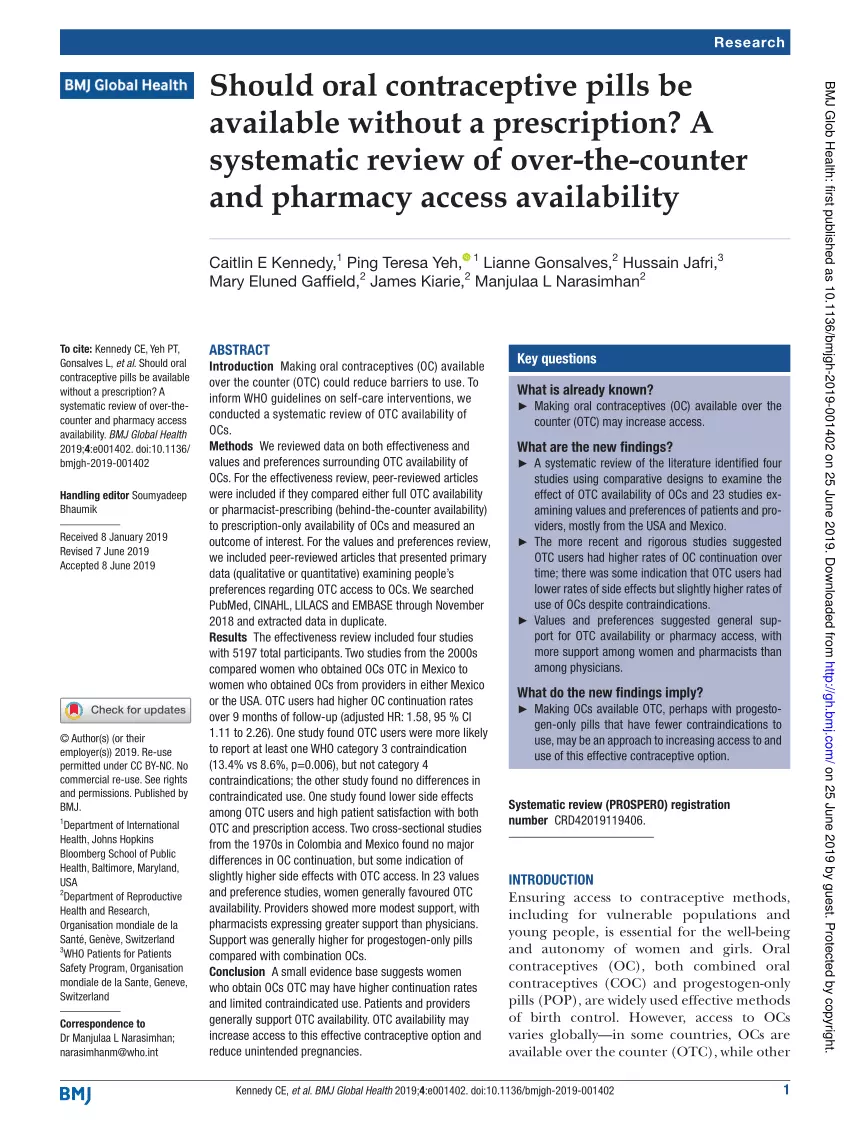 Research
BMJ Global Health
Should oral contraceptive pills be
available without a prescription? A
systematic review of over-the-counter
and pharmacy access availability
Caitlin E Kennedy,1 Ping Teresa Yeh, 1 Lianne Gonsalves,2 Hussain Jafri,3
Mary Eluned Gaffield,2 James Kiarie,2 Manjulaa L Narasimhan2
To cite: Kennedy CE, Yeh PT,
Gonsalves L, et al. Should oral
contraceptive pills be available
without a prescription? A
systematic review of over-the-
counter and pharmacy access
availability. BMJ Global Health
2019;4:e001402. doi:10.1136/
bmjgh-2019-001402
Handling editor Soumyadeep
Bhaumik
Received 8 January 2019
Revised 7 June 2019
Accepted 8 June 2019
Check for updates
© Author(s) (or their
employer(s)) 2019. Re-use
permitted under CC BY-NC. No
commercial re-use. See rights
and permissions. Published by
BMJ.
1Department of International
Health, Johns Hopkins
Bloomberg School of Public
Health, Baltimore, Maryland,
USA
2Department of Reproductive
Health and Research,
Organisation mondiale de la
Santé, Genève, Switzerland
3WHO Patients for Patients
Safety Program, Organisation
mondiale de la Sante, Geneve,
Switzerland
Correspondence to
Dr Manjulaa L Narasimhan;
narasimhanm@who.int
ABSTRACT
Introduction Making oral contraceptives (OC) available
over the counter (OTC) could reduce barriers to use. To
inform WHO guidelines on self-care interventions, we
conducted a systematic review of OTC availability of
OCs.
Methods We reviewed data on both effectiveness and
values and preferences surrounding OTC availability of
OCs. For the effectiveness review, peer-reviewed articles
were included if they compared either full OTC availability
or pharmacist-prescribing (behind-the-counter availability)
to prescription-only availability of OCs and measured an
outcome of interest. For the values and preferences review,
we included peer-reviewed articles that presented primary
data (qualitative or quantitative) examining people's
preferences regarding OTC access to OCs. We searched
PubMed, CINAHL, LILACS and EMBASE through November
2018 and extracted data in duplicate.
Results The effectiveness review included four studies
with 5197 total participants. Two studies from the 2000s
compared women who obtained OCs OTC in Mexico to
women who obtained OCs from providers in either Mexico
or the USA. OTC users had higher OC continuation rates
over 9 months of follow-up (adjusted HR: 1.58, 95 % CI
1.11 to 2.26). One study found OTC users were more likely
to report at least one WHO category 3 contraindication
(13.4% vs 8.6%, p=0.006), but not category 4
contraindications; the other study found no differences in
contraindicated use. One study found lower side effects
among OTC users and high patient satisfaction with both
OTC and prescription access. Two cross-sectional studies
from the 1970s in Colombia and Mexico found no major
differences in OC continuation, but some indication of
slightly higher side effects with OTC access. In 23 values
and preference studies, women generally favoured OTC
availability. Providers showed more modest support, with
pharmacists expressing greater support than physicians.
Support was generally higher for progestogen-only pills
compared with combination OCs.
Conclusion A small evidence base suggests women
who obtain OCs OTC may have higher continuation rates
and limited contraindicated use. Patients and providers
generally support OTC availability. OTC availability may
increase access to this effective contraceptive option and
reduce unintended pregnancies.
Key questions
What is already known?
► Making oral contraceptives (OC) available over the
counter (OTC) may increase access.
What are the new findings?
► A systematic review of the literature identified four
studies using comparative designs to examine the
effect of OTC availability of OCs and 23 studies ex-
amining values and preferences of patients and pro-
viders, mostly from the USA and Mexico.
► The more recent and rigorous studies suggested
OTC users had higher rates of OC continuation over
time; there was some indication that OTC users had
lower rates of side effects but slightly higher rates of
use of OCs despite contraindications.
► Values and preferences suggested general sup-
port for OTC availability or pharmacy access, with
more support among women and pharmacists than
among physicians.
What do the new findings imply?
► Making OCs available OTC, perhaps with progesto-
gen-only pills that have fewer contraindications to
use, may be an approach to increasing access to and
use of this effective contraceptive option.
Systematic review (PROSPERO) registration
number CRD42019119406.
INTRODUCTION
Ensuring access to contraceptive methods,
including for vulnerable populations and
young people, is essential for the well-being
and autonomy of women and girls. Oral
contraceptives (OC), both combined oral
contraceptives (COC) and progestogen-only
pills (POP), are widely used effective methods
of birth control. However, access to OCs
varies globally—in some countries, OCs are
available over the counter (OTC), while other
BMJ
Kennedy CE, et al. BMJ Global Health 2019;4:e001402. doi:10.1136/bmjgh-2019-001402
1
BMJ Glob Health: first published as 10.1136/bmjgh-2019-001402 on 25 June 2019. Downloaded from http://gh.bmj.com/ on 25 June 2019 by guest. Protected by copyright.